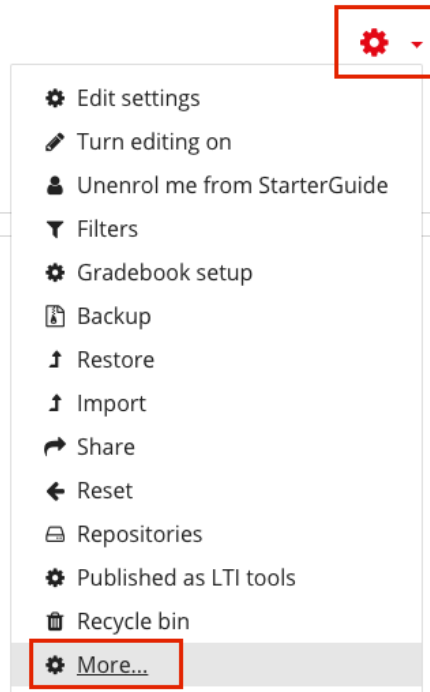 Edit settings
Turn editing on
Unenrol me from StarterGuide
Filters
Gradebook setup
Backup
Restore
Import
Share
Reset
Repositories
Published as LTI tools
Recycle bin
More...